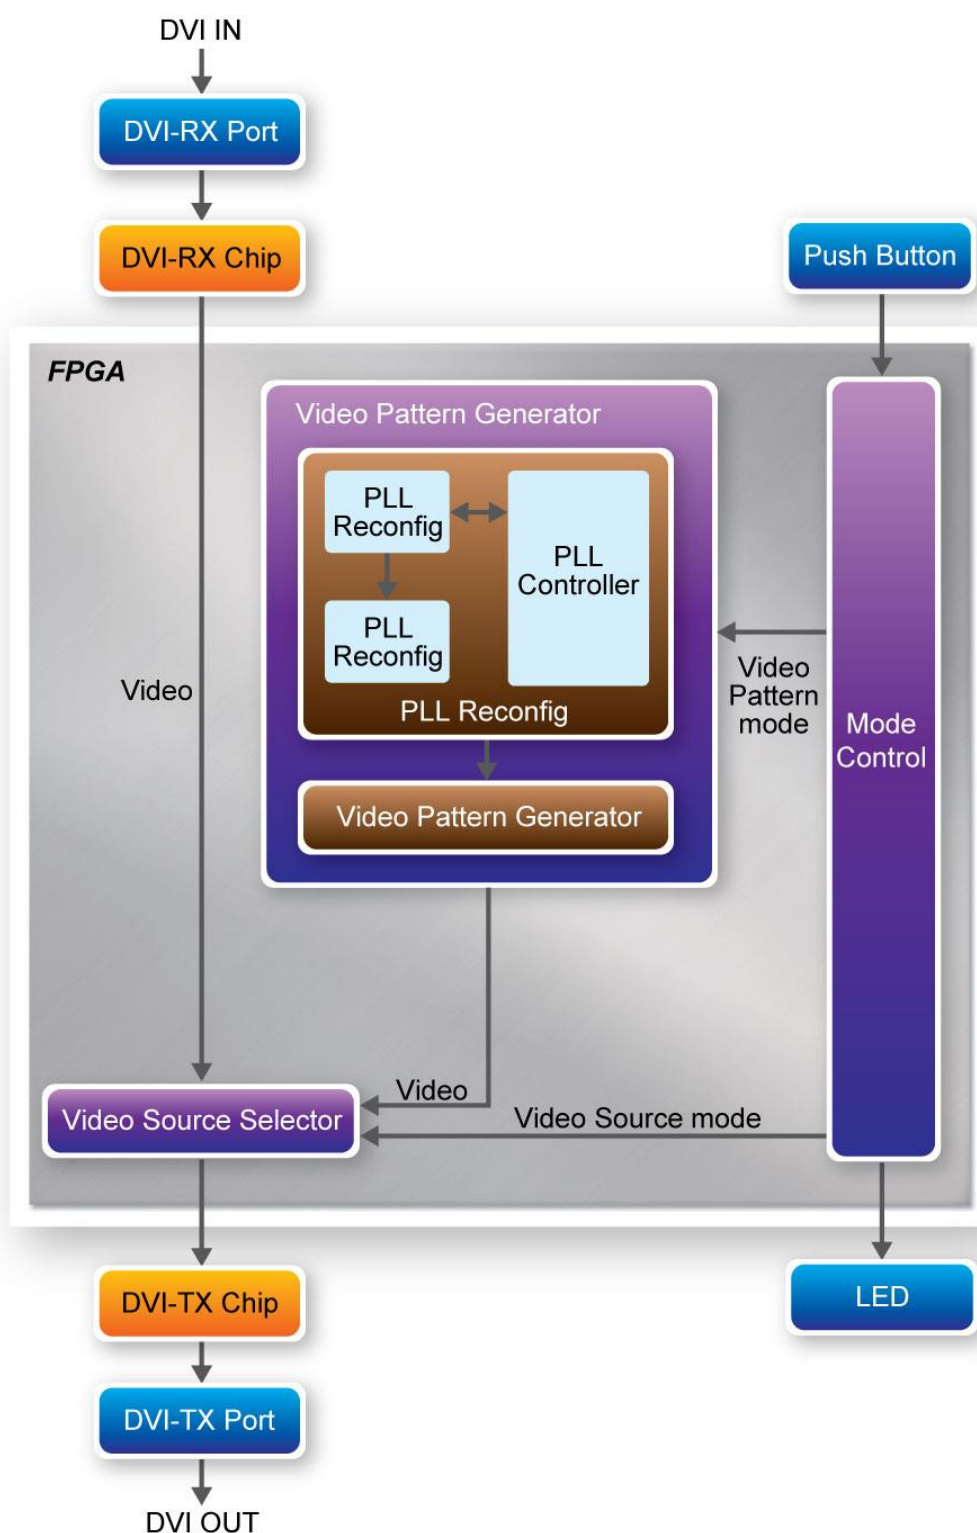 DVI IN
DVI-RX Port
DVI-RX Chip
Push Button
FPGA
Video Pattern Generator
PLL
Reconfig
PLL
Controller
PLL
Reconfig
PLL Reconfig
Video Pattern Generator
Video
Video
Pattern
mode
Mode
Control
Video
Video Source mode
Video Source Selector
DVI-TX Chip
LED
DVI-TX Port
DVI OUT